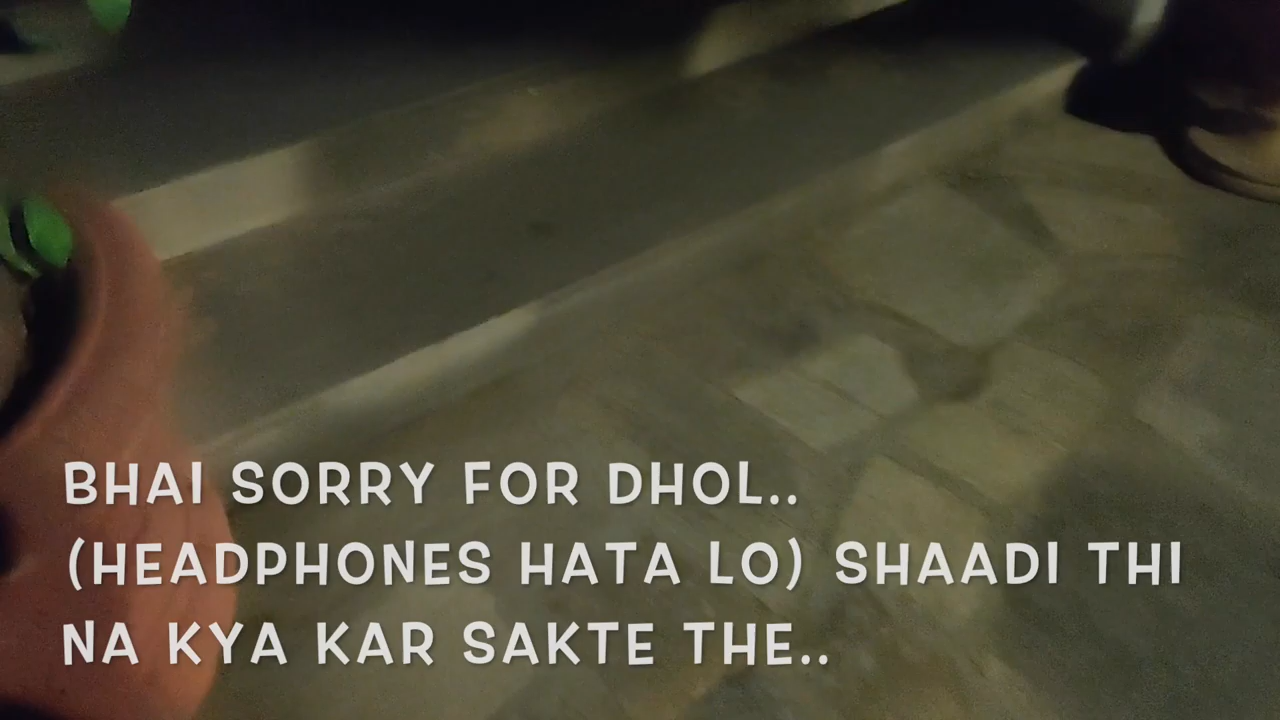 BHAI SORRY FOR DHOL..
(HEADPHONES HATA LO) SHAADI THI
NA KYA KAR SAKTE THE..